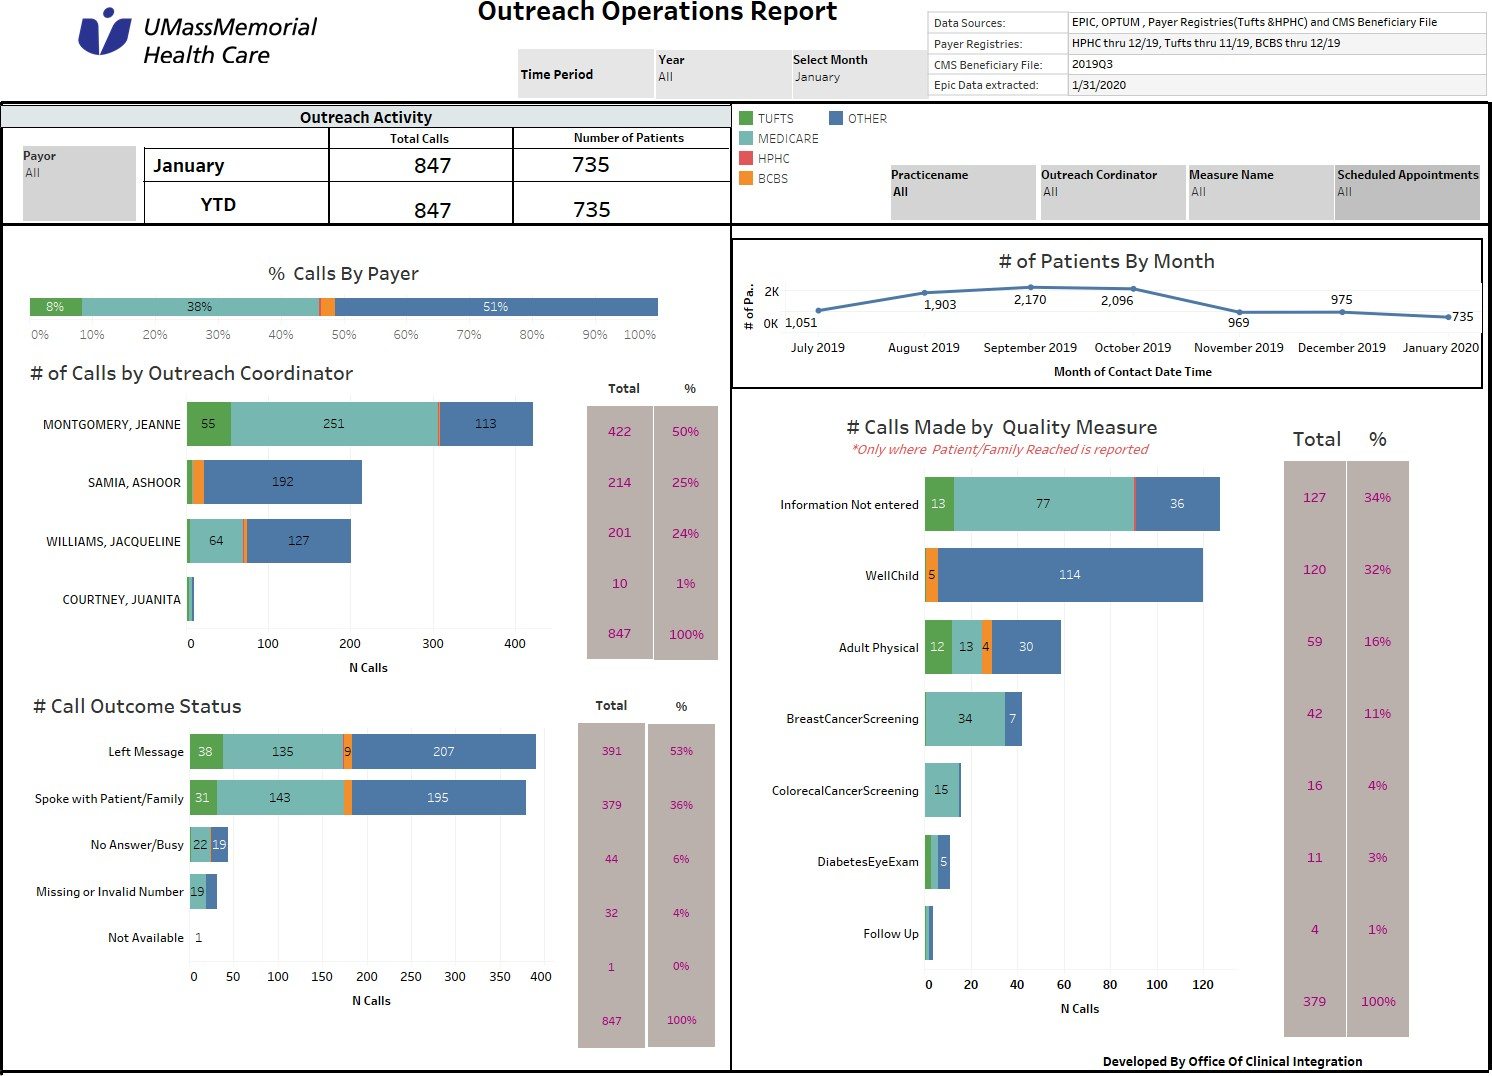 Outreach Operations Report
UMassMemorial
Health Care
Data Sources: EPIC, OPTUM , Payer Registries(Tufts &HPHC) and CMS Beneficiary File
Payer Registries: HPHC thru 12/19, Tufts thru 11/19, BCBS thru 12/19
CMS Beneficiary File: 2019Q3
Epic Data extracted: 1/31/2020
Time Period
Year
All
Select Month
January
Outreach Activity
Total Calls Number of Patients
Payor
All
January 847 735
YTD 847 735
TUFTS OTHER
MEDICARE
HPHC
BCBS
Practicename
All
Outreach Cordinator
All
Measure Name
All
Scheduled Appointments
All
% Calls By Payer
8% 38% 51%
0% 10% 20% 30% 40% 50% 60% 70% 80% 90% 100%
# of Calls by Outreach Coordinator
Total %
MONTGOMERY, JEANNE 55 251 113 422 50%
SAMIA, ASHOOR 192 214 25%
WILLIAMS, JACQUELINE 64 127 201 24%
COURTNEY, JUANITA 10 1%
847 100%
0 100 200 300 400
N Calls
# Call Outcome Status
Total %
Left Message 38 135 9 207 391 53%
Spoke with Patient/Family 31 143 195 379 36%
No Answer/Busy 22 19 44 6%
Missing or Invalid Number 19 32 4%
Not Available 1 1 0%
0 50 100 150 200 250 300 350 400
N Calls
847 100%
# of Patients By Month
# of Pa..
2K
0K
1,051 1,903 2,170 2,096 969 975 735
July 2019 August 2019 September 2019 October 2019 November 2019 December 2019 January 2020
Month of Contact Date Time
# Calls Made by Quality Measure
*Only where Patient/Family Reached is reported
Total %
Information Not entered 13 77 36 127 34%
WellChild 5 114 120 32%
Adult Physical 12 13 4 30 59 16%
BreastCancerScreening 34 7 42 11%
ColorecalCancerScreening 15 16 4%
DiabetesEyeExam 5 11 3%
Follow Up 4 1%
0 20 40 60 80 100 120
N Calls
379 100%
Developed By Office Of Clinical Integration